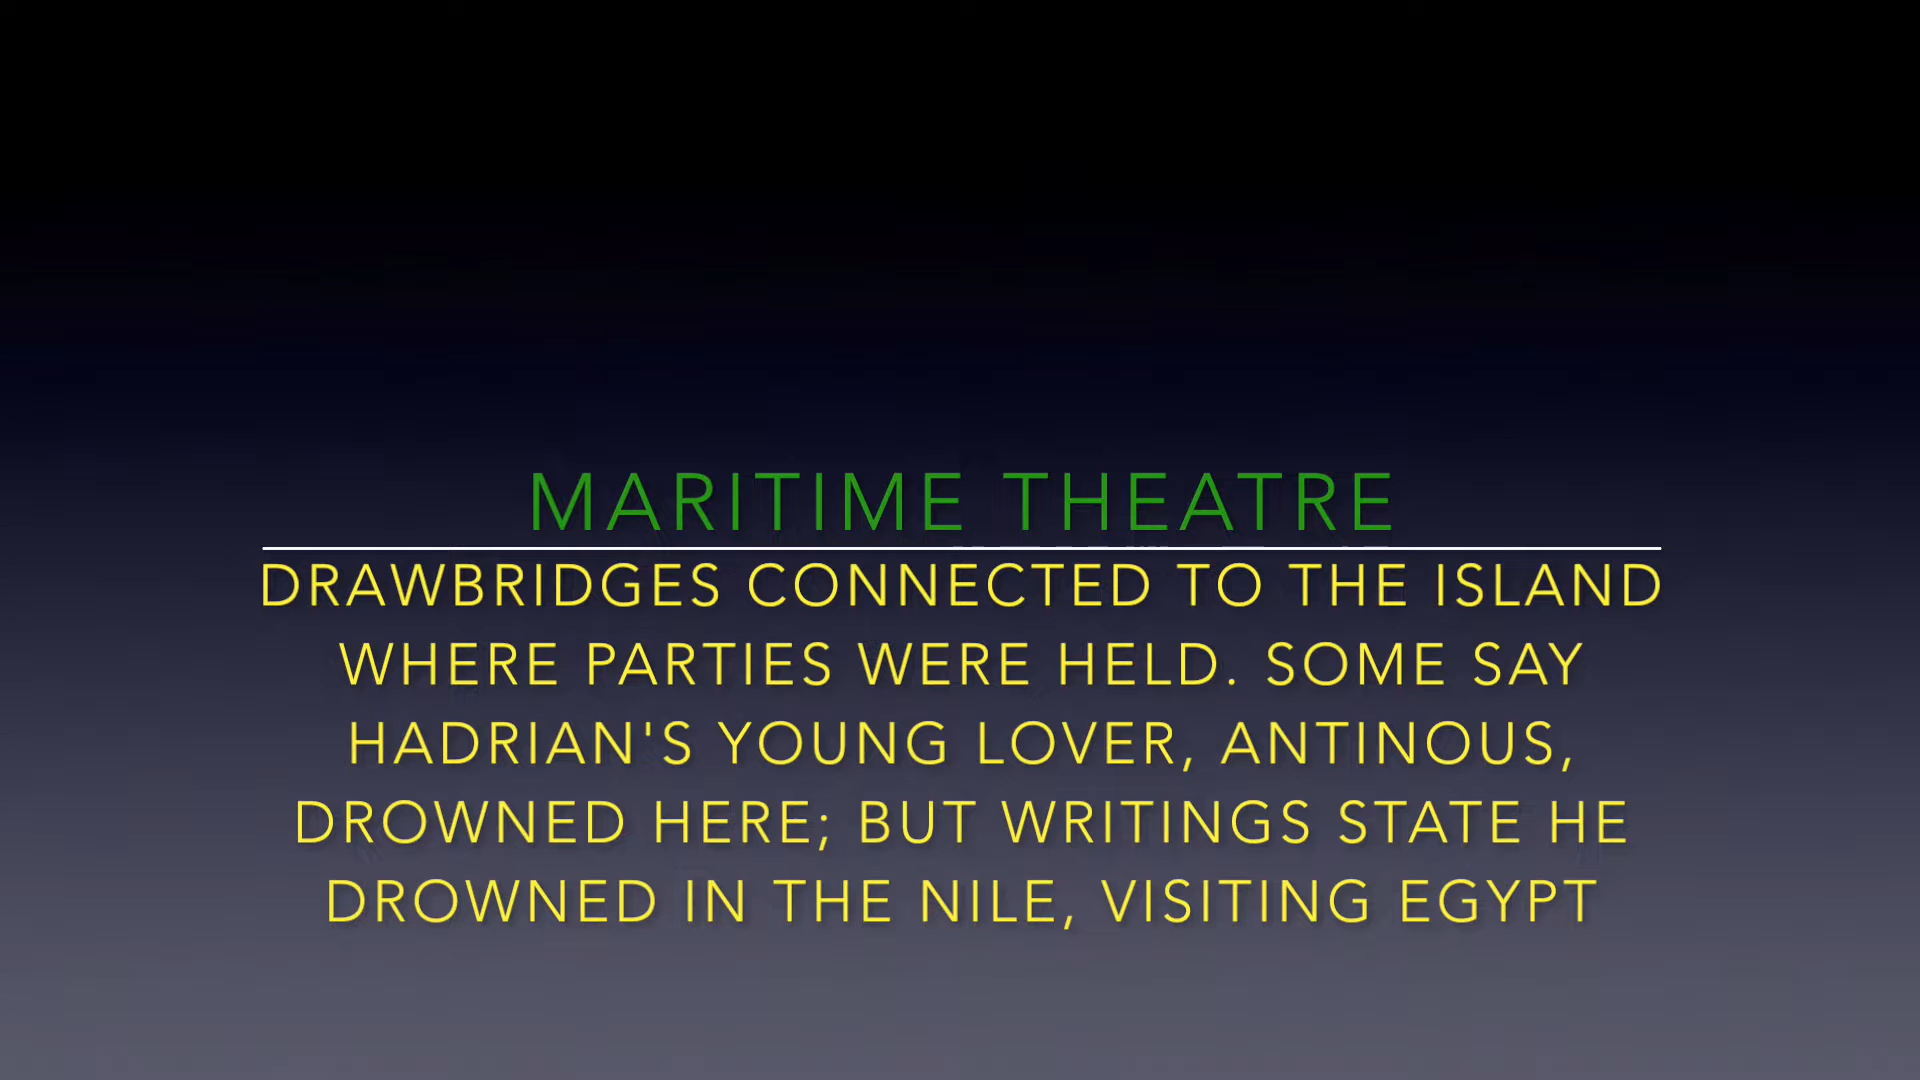 MARITIME THEATRE
DRAWBRIDGES CONNECTED TO THE ISLAND
WHERE PARTIES WERE HELD. SOME SAY
HADRIAN'S YOUNG LOVER, ANTINOUS,
DROWNED HERE; BUT WRITINGS STATE HE
DROWNED IN THE NILE, VISITING EGYPT